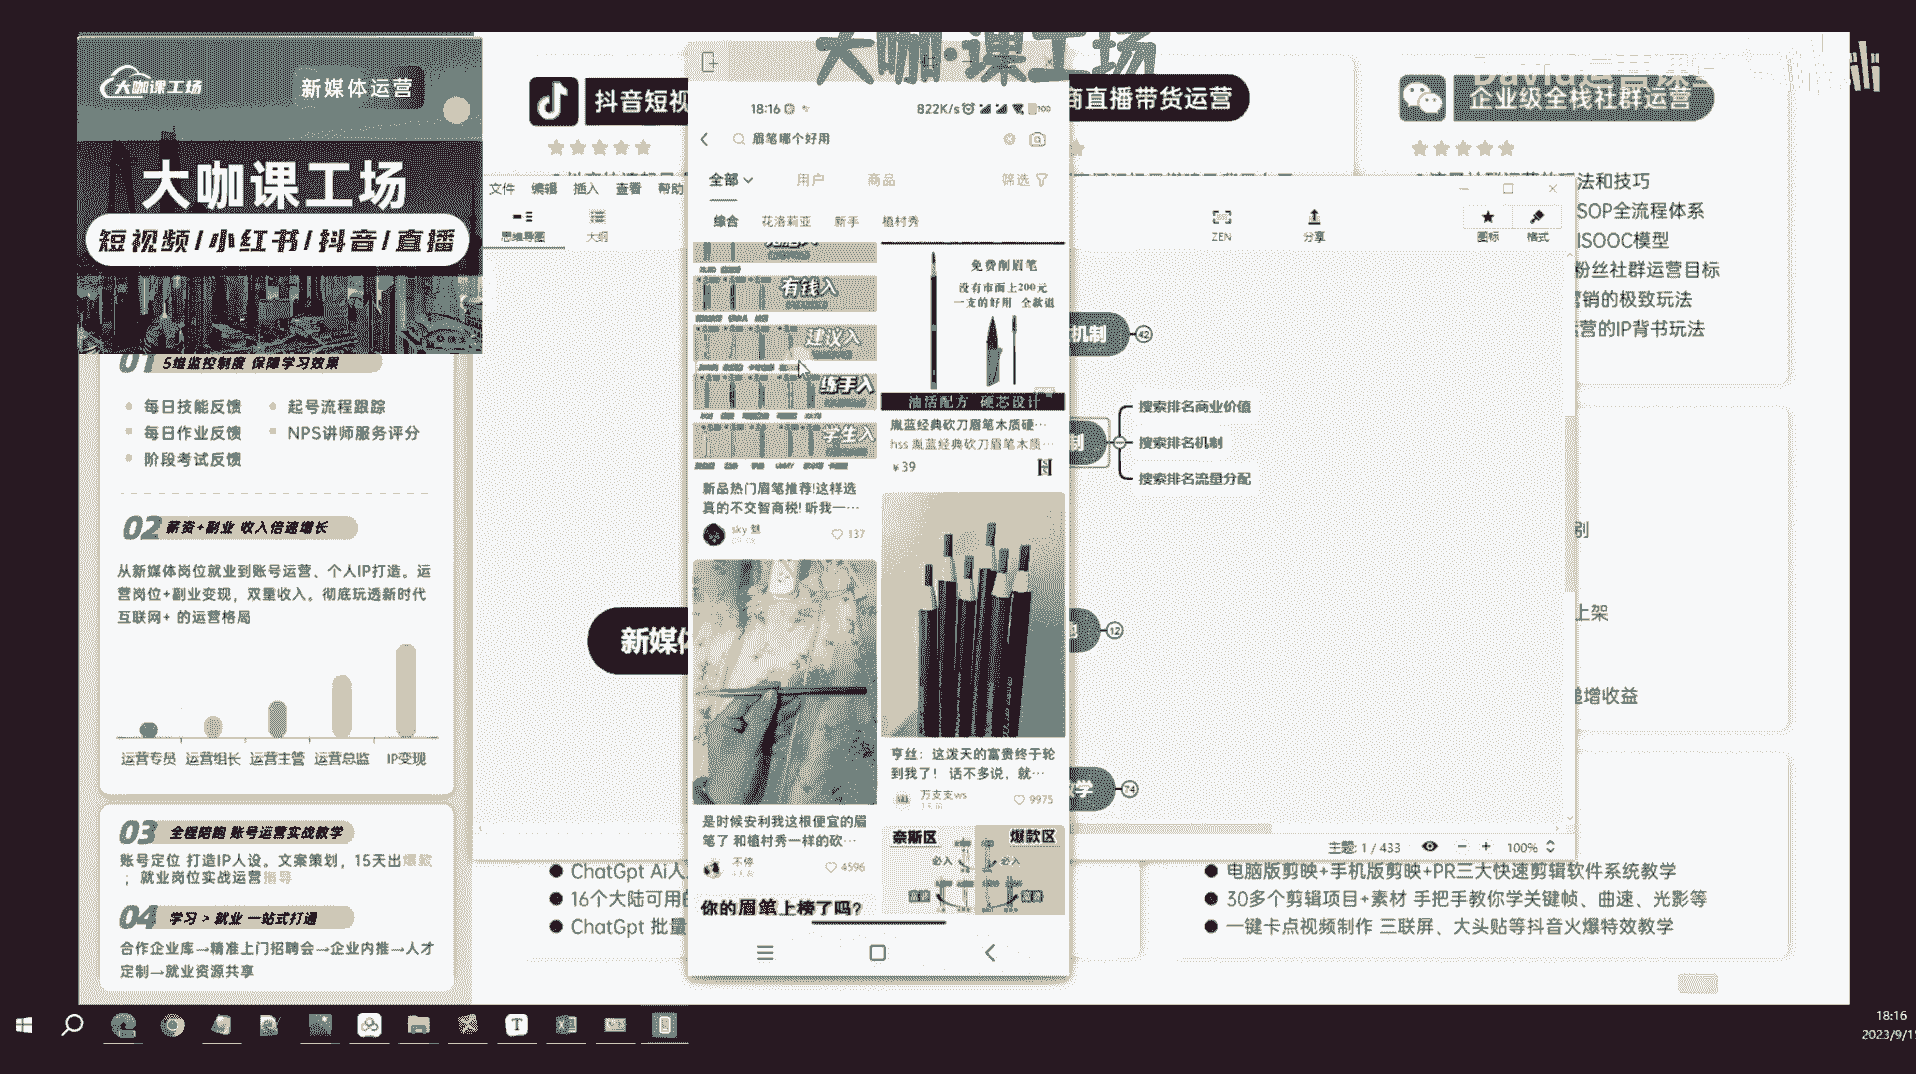 大咖·课工场
大咖课工场
新媒体运营
大咖课工场
短视频/小红书/抖音/直播
01 5维监控制度 保障学习效果
每日技能反馈
起号流程跟踪
每日作业反馈
NPS讲师服务评分
阶段考试反馈
02 薪资+副业 收入倍速增长
从新媒体岗位就业到账号运营、个人IP打造。运
营岗位+副业变现，双量收入。彻底玩透新时代
互联网+ 的运营格局
运营专员 运营组长 运营主管 运营总监 IP变现
03 全程陪跑 账号运营实战教学
账号定位 打造IP人设。文案策划，15天出爆款
；就业岗位实战运营指导
04 学习 > 就业 一站式打通
合作企业库→精准上门招聘会→企业内推→人才
定制→就业资源共享
抖音短视
商直播带货运营
企业级全栈社群运营
法和技巧
SOP全流程体系
ISOOC模型
粉丝社群运营目标
营销的极致玩法
运营的IP背书玩法
别
上架
递增收益
文件 编辑 插入 查看 帮助
思维导图
大纲
ZEN
分享
图标
格式
机制
42
制
搜索排名商业价值
搜索排名机制
搜索排名流量分配
新媒体
12
学
74
主题: 1 / 433
100%
18:16
822K/s
100
眉笔哪个好用
全部
用户
商品
筛选
综合
花洛莉亚
新手
植村秀
有钱入
建议入
练手入
学生入
新品热门眉笔推荐!这样选
真的不交智商税! 听我一…
sky 魁
137
是时候安利我这根便宜的眉
笔了 和植村秀一样的砍…
不停
4596
你的眉笔上榜了吗?
免费削眉笔
没有市面上200元
一支的好用 全款退
油活配方 硬芯设计
胤蓝经典砍刀眉笔木质硬…
hss 胤蓝经典砍刀眉笔木质…
¥39
亨丝：这泼天的富贵终于轮
到我了！ 话不多说，就…
万支支ws
9975
奈斯区
爆款区
必入
必入
ChatGpt Ai人
16个大陆可用的
ChatGpt 批量
电脑版剪映+手机版剪映+PR三大快速剪辑软件系统教学
30多个剪辑项目+素材 手把手教你学关键帧、曲速、光影等
一键卡点视频制作 三联屏、大头贴等抖音火爆特效教学
18:16
2023/9/1